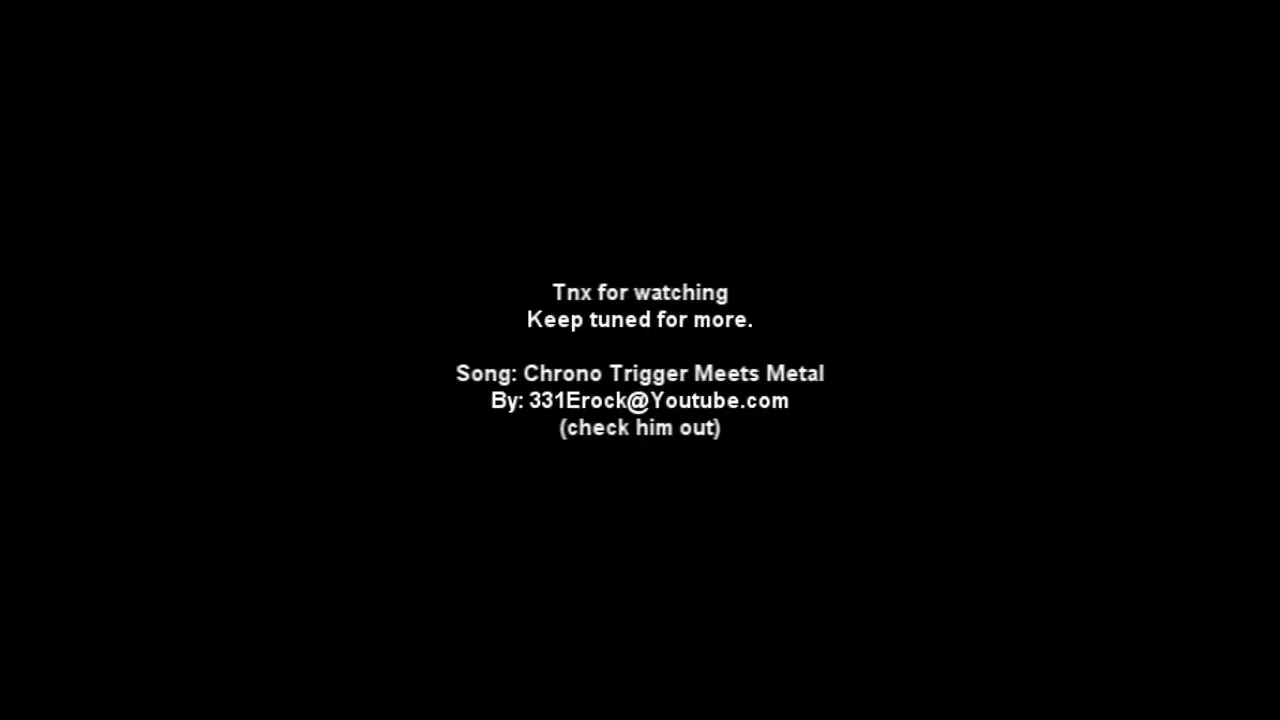 Tnx for watching
Keep tuned for more.
Song: Chrono Trigger Meets Metal
By: 331Erock@Youtube.com
(check him out)